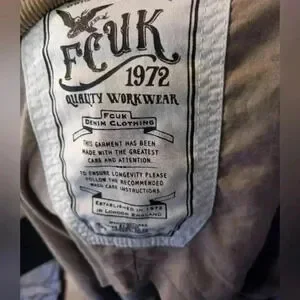 FCUK
1972
QUALITY WORKWEAR
FCUK
DENIM CLOTHING
THIS GARMENT HAS BEEN
MADE WITH THE GREATEST
CARE AND ATTENTION.
TO ENSURE LONGEVITY PLEASE
FOLLOW THE RECOMMENDED
WASH CARE INSTRUCTIONS.
ESTABLISHED IN 1972
IN LONDON ENGLAND